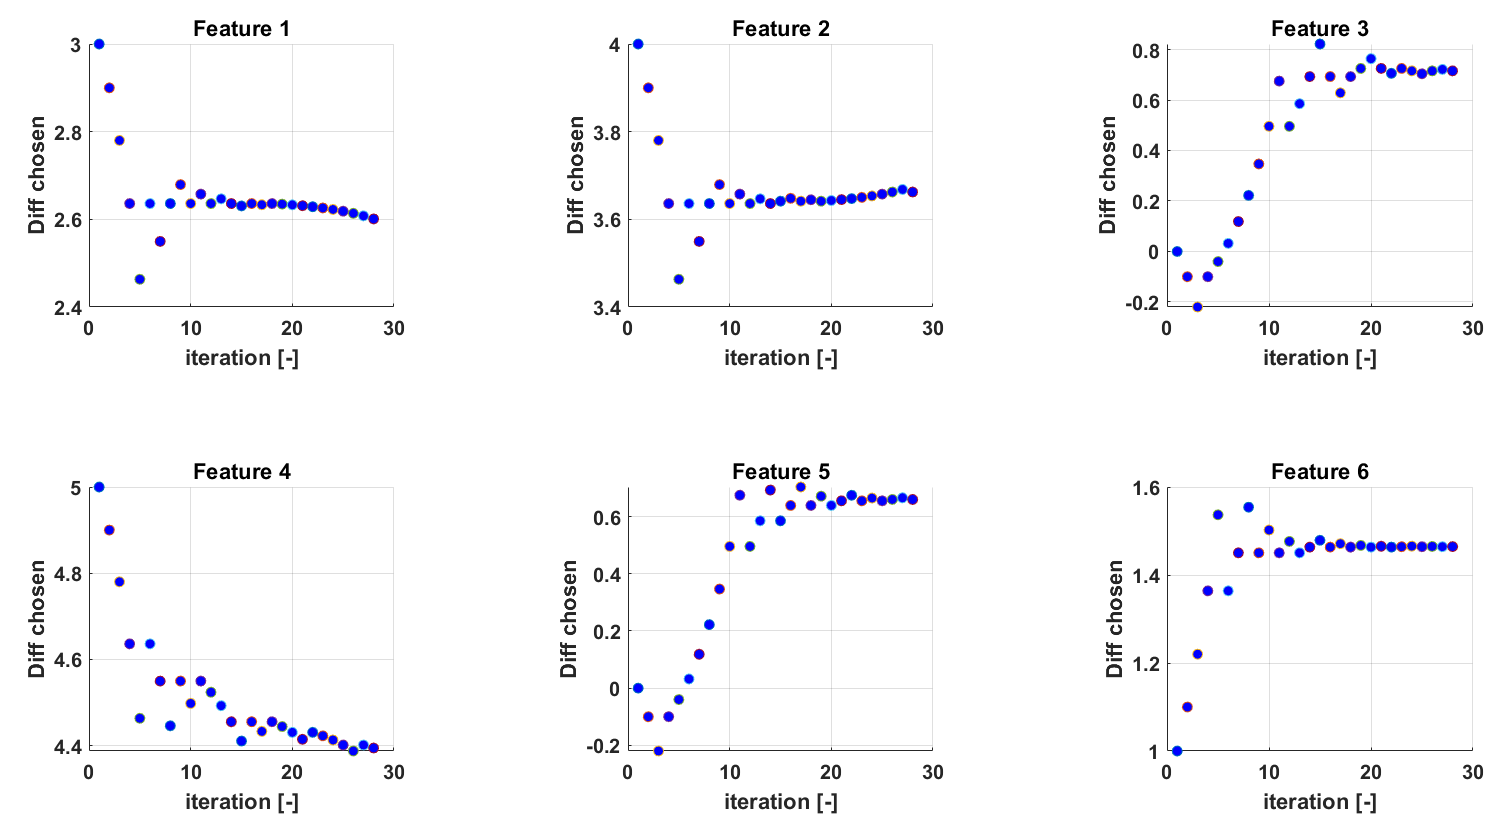 Feature 1
3
2.8
2.6
2.4
Diff chosen
0 10 20 30
iteration [-]
Feature 2
4
3.8
3.6
3.4
Diff chosen
0 10 20 30
iteration [-]
Feature 3
0.8
0.6
0.4
0.2
0
-0.2
Diff chosen
0 10 20 30
iteration [-]
Feature 4
5
4.8
4.6
4.4
Diff chosen
0 10 20 30
iteration [-]
Feature 5
0.6
0.4
0.2
0
-0.2
Diff chosen
0 10 20 30
iteration [-]
Feature 6
1.6
1.4
1.2
1
Diff chosen
0 10 20 30
iteration [-]